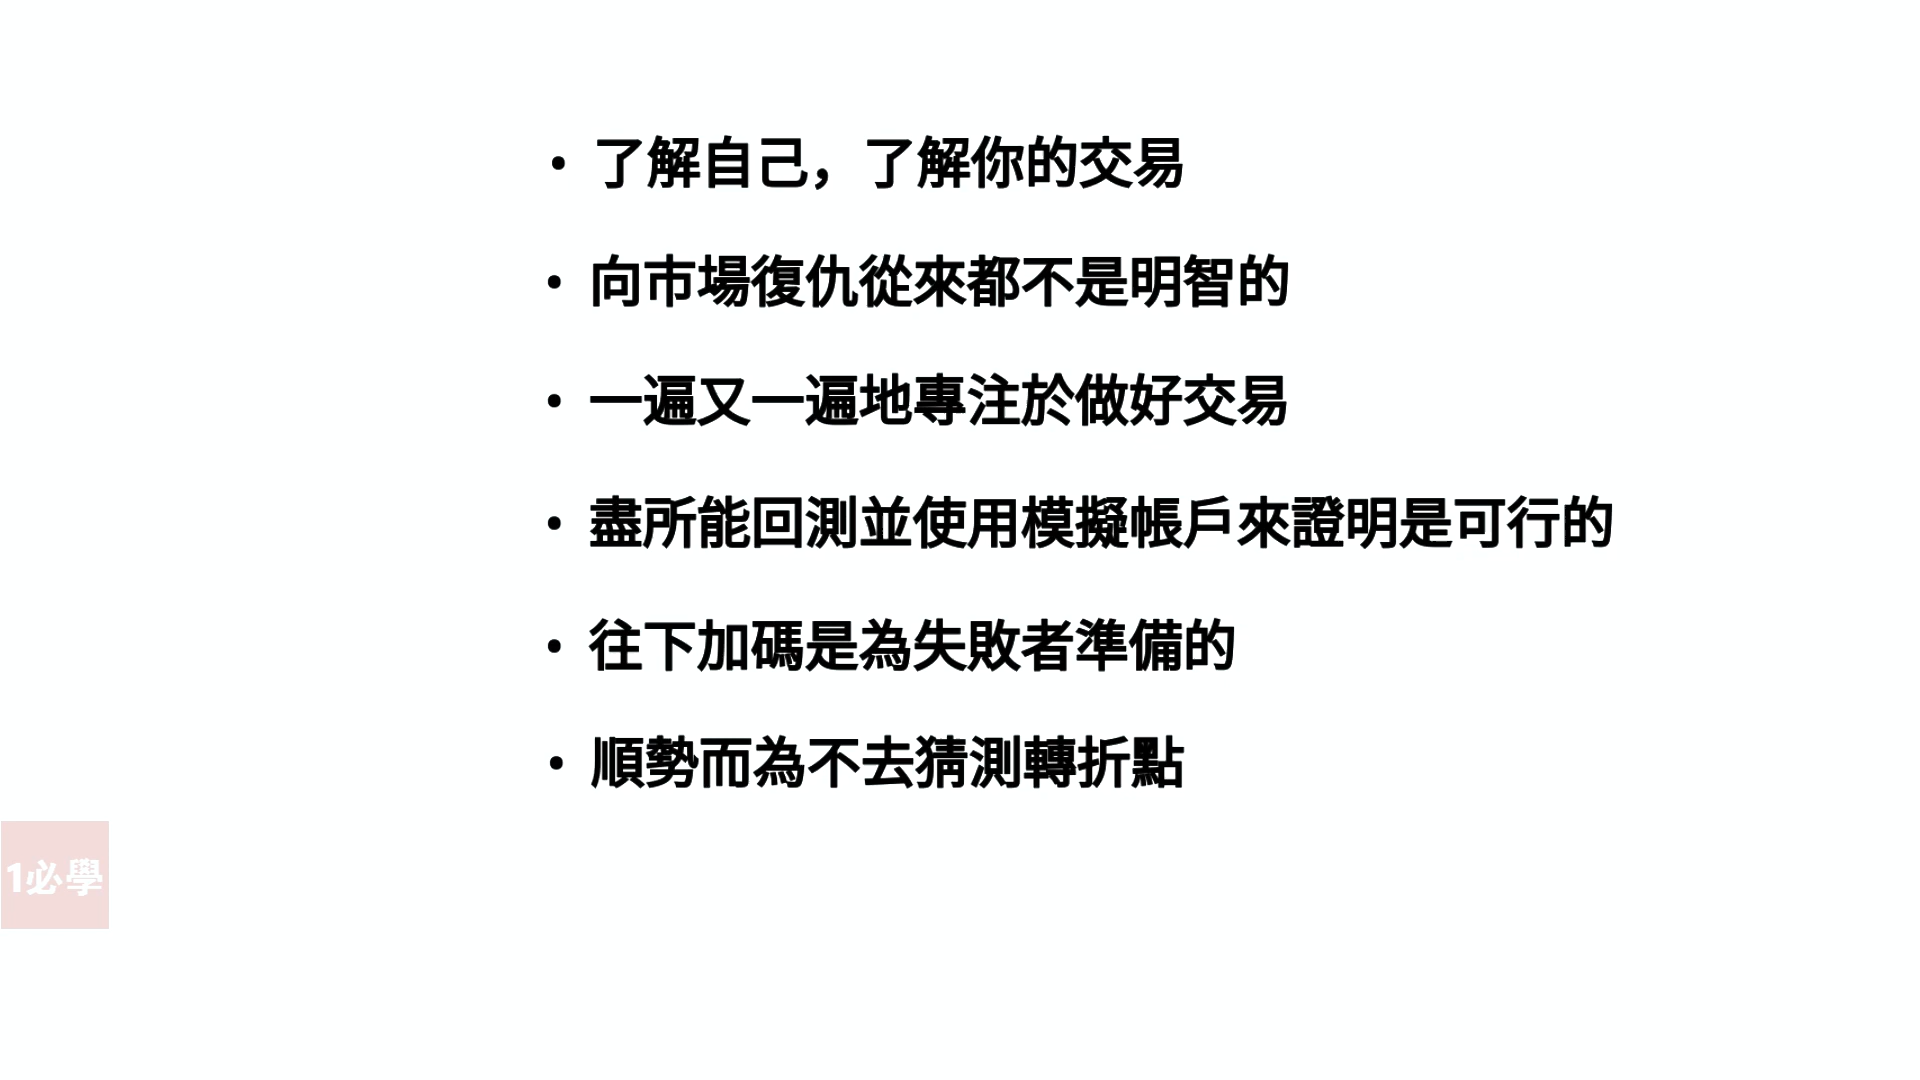 • 了解自己，了解你的交易
• 向市場復仇從來都不是明智的
• 一遍又一遍地專注於做好交易
• 盡所能回測並使用模擬帳戶來證明是可行的
• 往下加碼是為失敗者準備的
• 順勢而為不去猜測轉折點
1必學